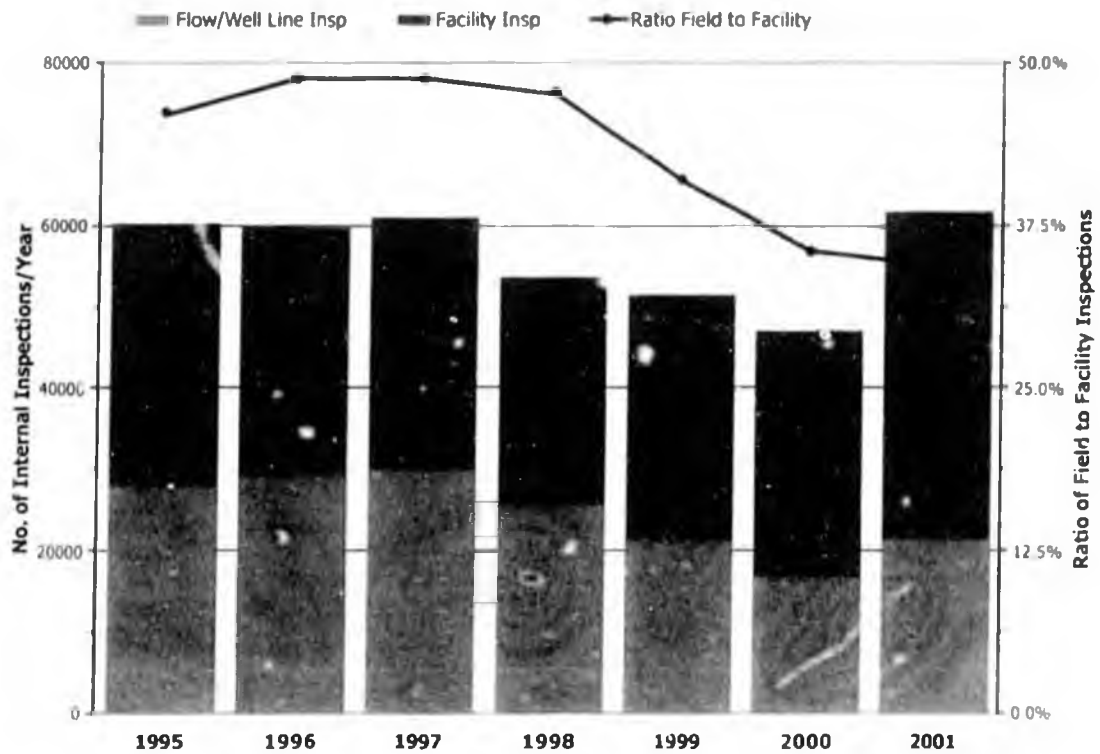 Flow/Well Line Insp Facility Insp Ratio Field to Facility
80000
60000
40000
20000
0
No. of Internal Inspections/Year
50.0%
37.5%
25.0%
12.5%
0.0%
Ratio of Field to Facility Inspections
1995 1996 1997 1998 1999 2000 2001